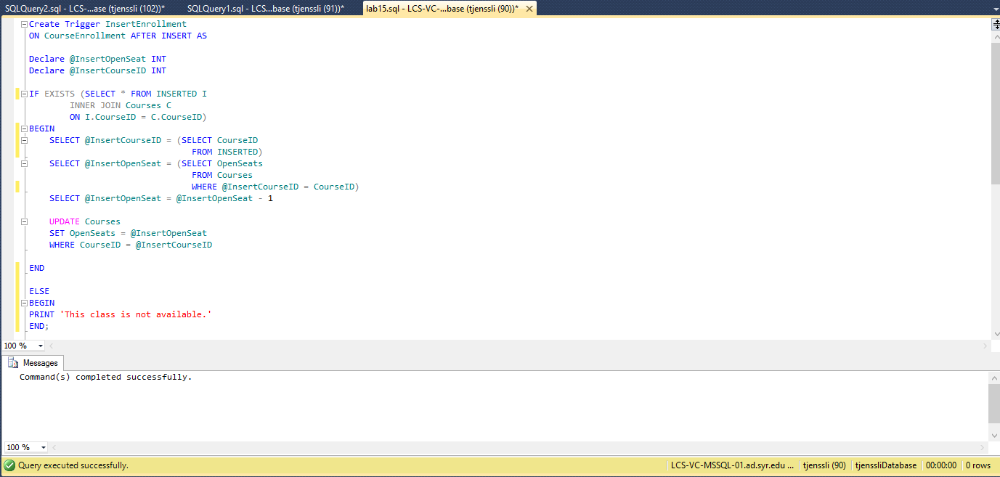 SQLQuery2.sql - LCS-...ase (tjenssli (102))* SQLQuery1.sql - LCS...base (tjenssli (91))* lab15.sql - LCS-VC-...base (tjenssli (90))*
Create Trigger InsertEnrollment
ON CourseEnrollment AFTER INSERT AS
Declare @InsertOpenSeat INT
Declare @InsertCourseID INT
IF EXISTS (SELECT * FROM INSERTED I
INNER JOIN Courses C
ON I.CourseID = C.CourseID)
BEGIN
SELECT @InsertCourseID = (SELECT CourseID
FROM INSERTED)
SELECT @InsertOpenSeat = (SELECT OpenSeats
FROM Courses
WHERE @InsertCourseID = CourseID)
SELECT @InsertOpenSeat = @InsertOpenSeat - 1
UPDATE Courses
SET OpenSeats = @InsertOpenSeat
WHERE CourseID = @InsertCourseID
END
ELSE
BEGIN
PRINT 'This class is not available.'
END;
100 %
Messages
Command(s) completed successfully.
100 %
Query executed successfully. LCS-VC-MSSQL-01.ad.syr.edu ... tjenssli (90) tjenssliDatabase 00:00:00 0 rows